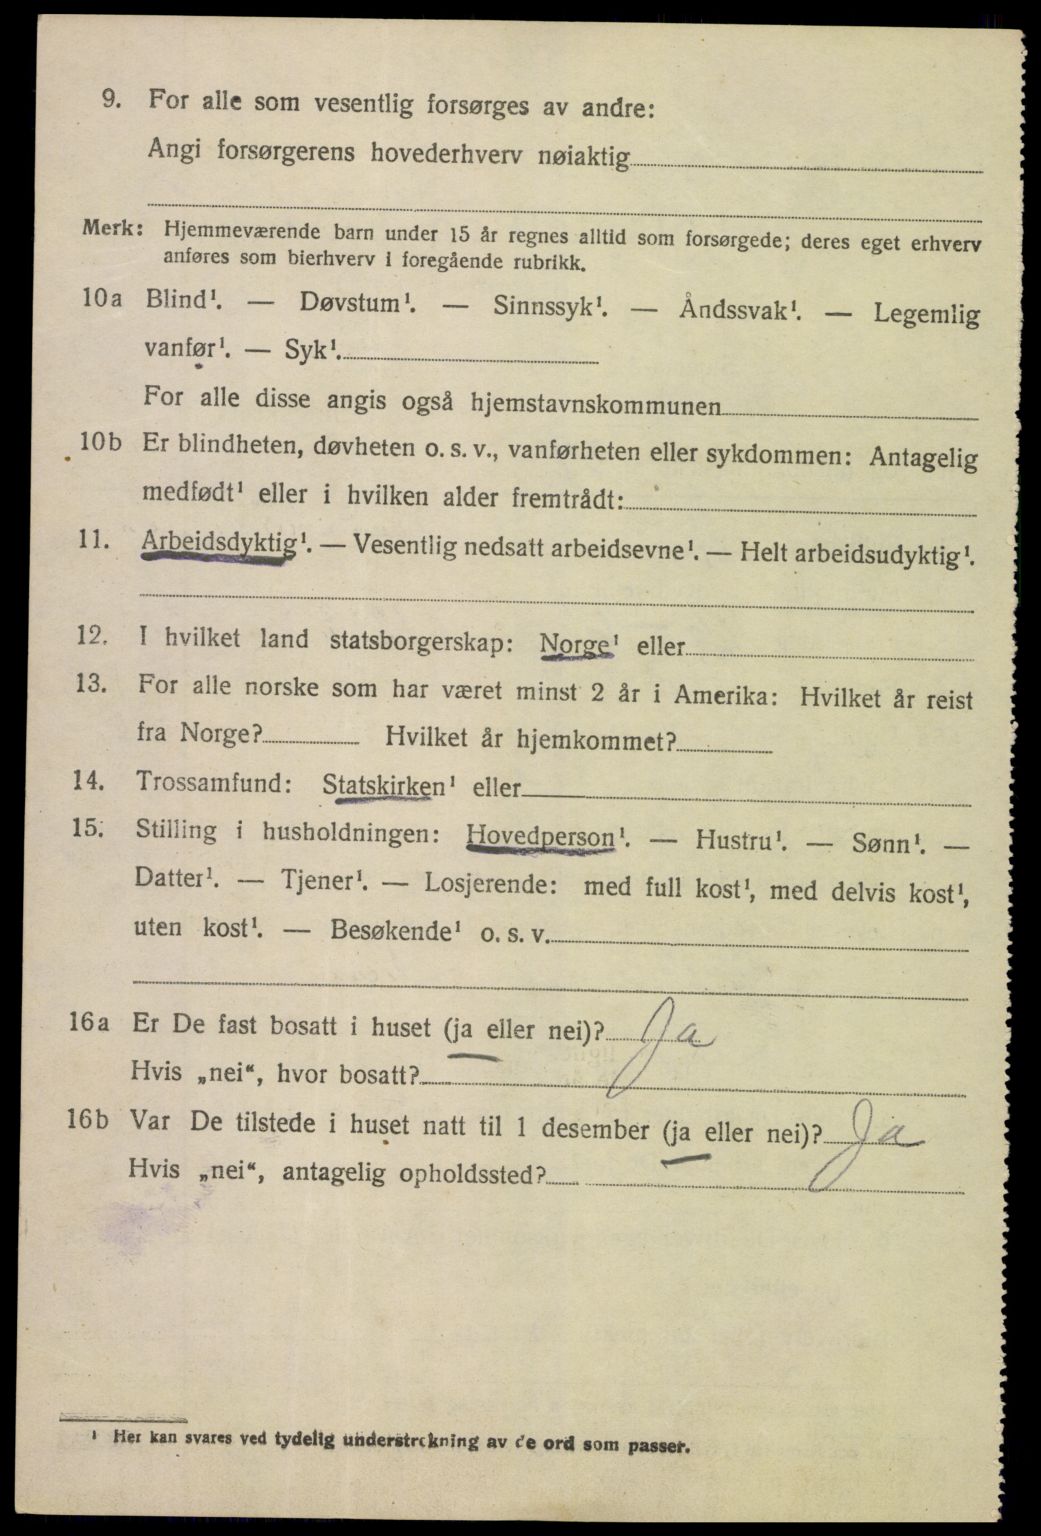 9. For alle som vesentlig forsørges av andre:
Angi forsørgerens hovederhverv nøiaktig
Merk: Hjemmeværende barn under 15 år regnes alltid som forsørgede; deres eget erhverv
anføres som bierhverv i foregående rubrikk.
10a Blind¹. — Døvstum¹. — Sinnssyk¹. — Åndssvak¹. — Legemlig
vanfør¹. — Syk¹.
For alle disse angis også hjemstavnskommunen
10b Er blindheten, døvheten o. s. v., vanførheten eller sykdommen: Antagelig
medfødt¹ eller i hvilken alder fremtrådt:
11. Arbeidsdyktig¹. — Vesentlig nedsatt arbeidsevne¹. — Helt arbeidsudyktig¹.
12. I hvilket land statsborgerskap: Norge¹ eller
13. For alle norske som har været minst 2 år i Amerika: Hvilket år reist
fra Norge? Hvilket år hjemkommet?
14. Trossamfund: Statskirken¹ eller
15. Stilling i husholdningen: Hovedperson¹. — Hustru¹. — Sønn¹. —
Datter¹. — Tjener¹. — Losjerende: med full kost¹, med delvis kost¹,
uten kost¹. — Besøkende¹ o. s. v.
16a Er De fast bosatt i huset (ja eller nei)? Ja
Hvis „nei“, hvor bosatt?
16b Var De tilstede i huset natt til 1 desember (ja eller nei)? Ja
Hvis „nei“, antagelig opholdssted?
¹ Her kan svares ved tydelig understrekning av de ord som passer.